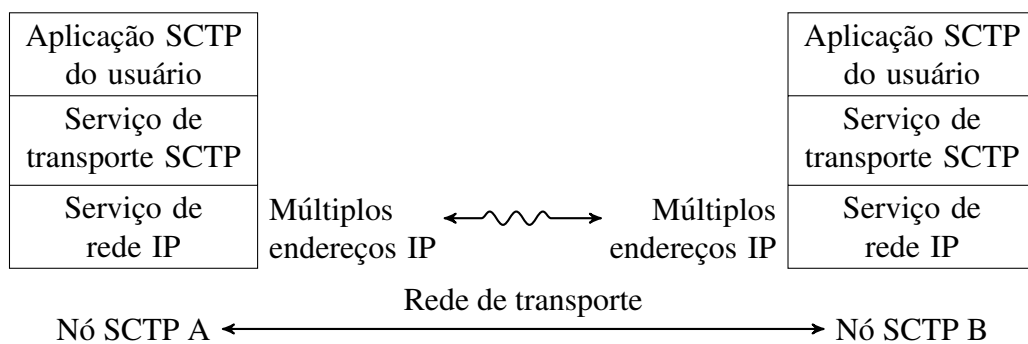 Aplicação SCTP
do usuário
Serviço de
transporte SCTP
Serviço de
rede IP
Múltiplos
endereços IP
Múltiplos
endereços IP
Aplicação SCTP
do usuário
Serviço de
transporte SCTP
Serviço de
rede IP
Rede de transporte
Nó SCTP A
Nó SCTP B